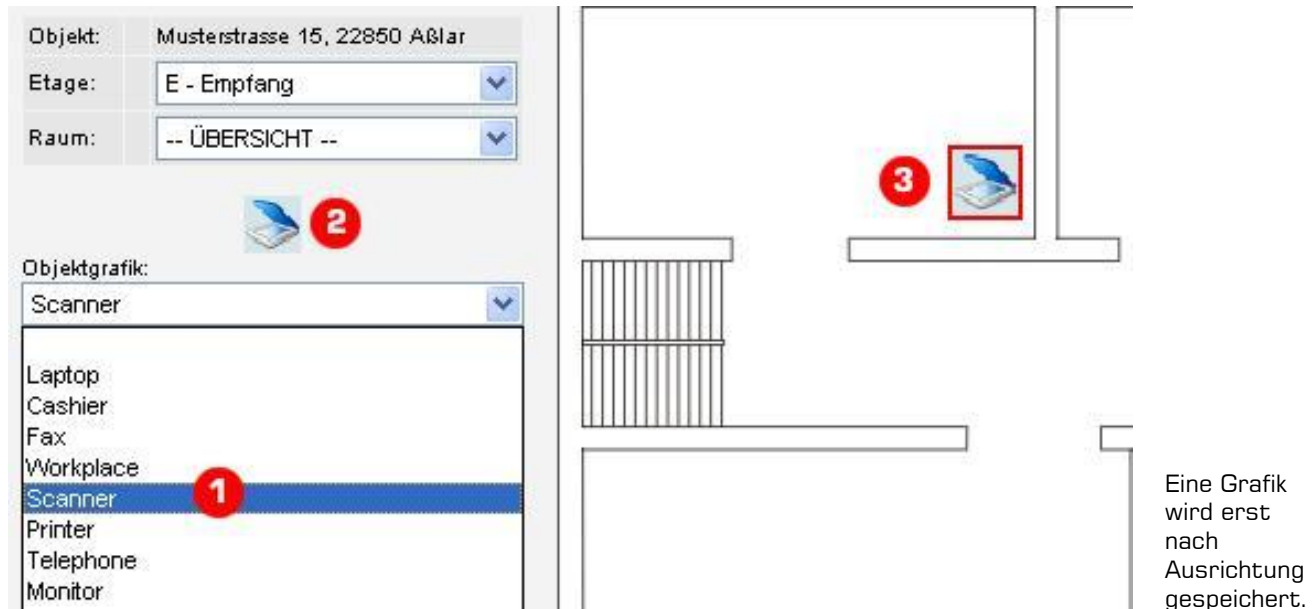 Objekt: Musterstrasse 15, 22850 Aßlar
Etage: E - Empfang
Raum: -- ÜBERSICHT --
2
3
Objektgrafik:
Scanner
Laptop
Cashier
Fax
Workplace
Scanner
1
Printer
Telephone
Monitor
Eine Grafik
wird erst
nach
Ausrichtung
gespeichert.